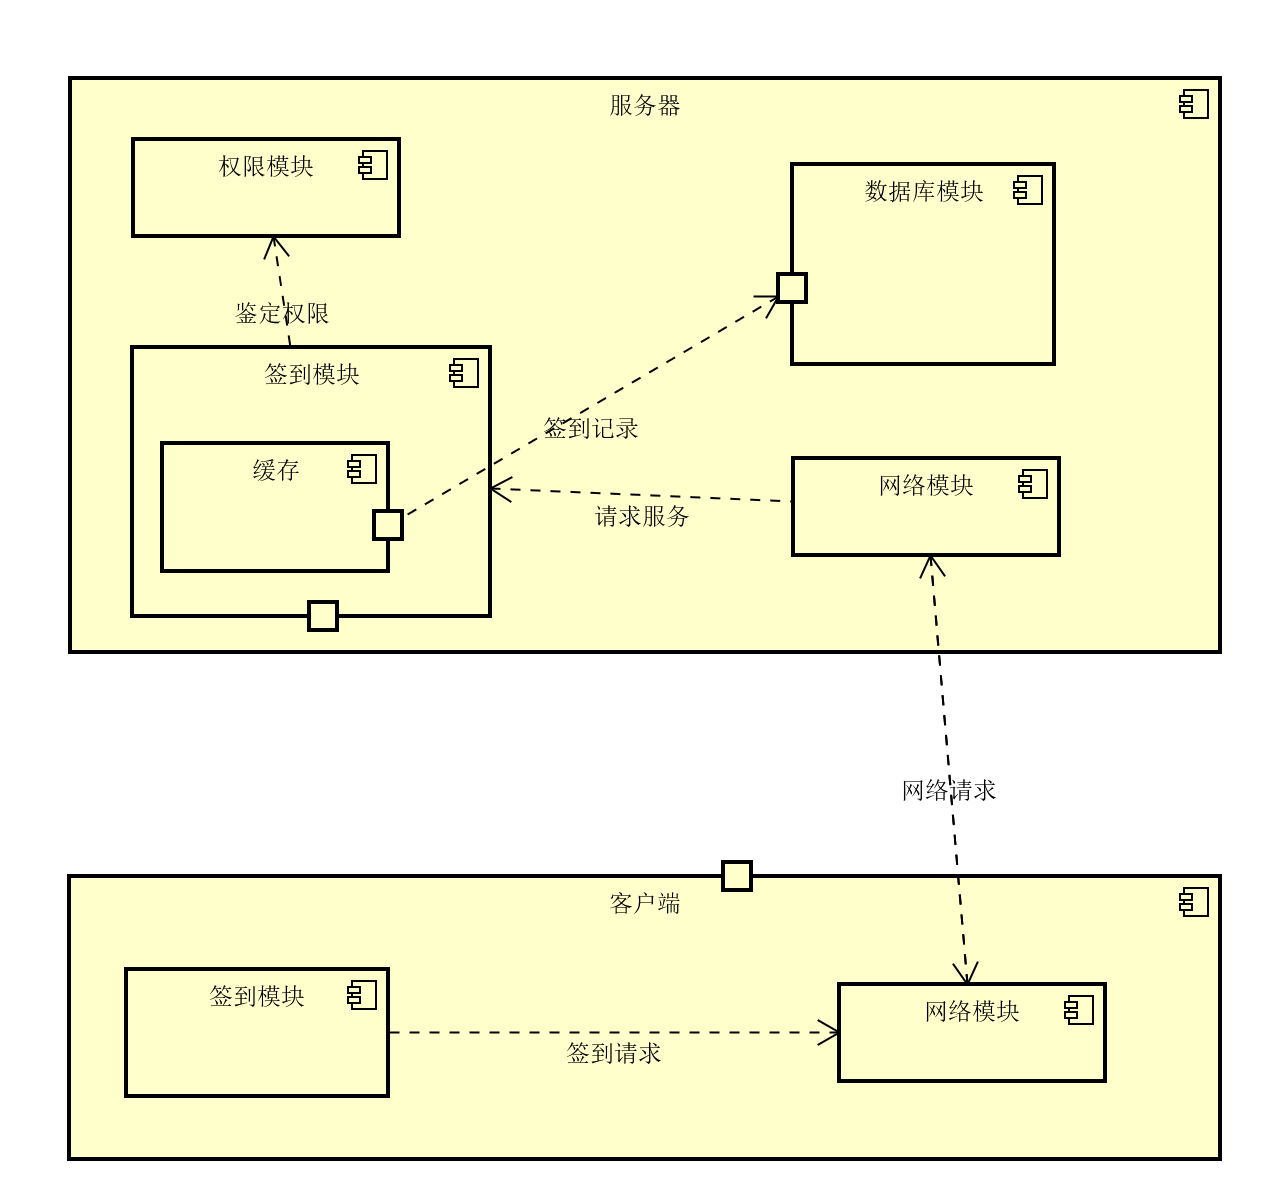 服务器
权限模块
数据库模块
鉴定权限
签到模块
签到记录
缓存
网络模块
请求服务
网络请求
客户端
签到模块
网络模块
签到请求